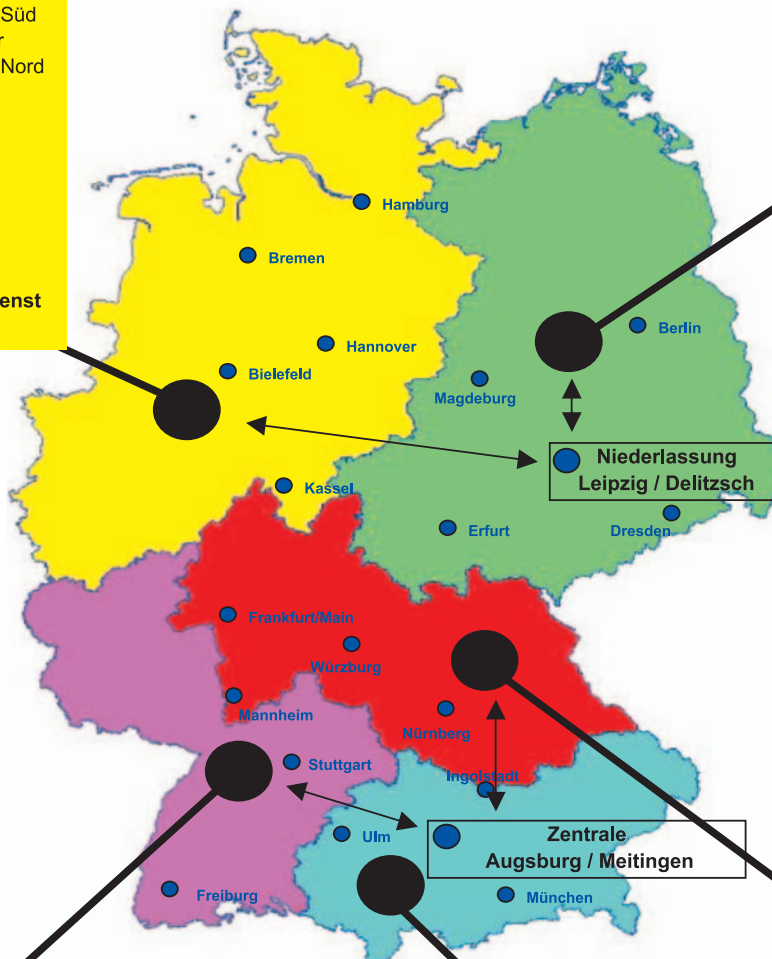 Süd
Nord
Hamburg
Bremen
Berlin
Hannover
Bielefeld
Magdeburg
Niederlassung
Leipzig / Delitzsch
Kassel
Erfurt
Dresden
Frankfurt/Main
Würzburg
Mannheim
Nürnberg
Stuttgart
Ingolstadt
Zentrale
Ulm
Augsburg / Meitingen
Freiburg
München